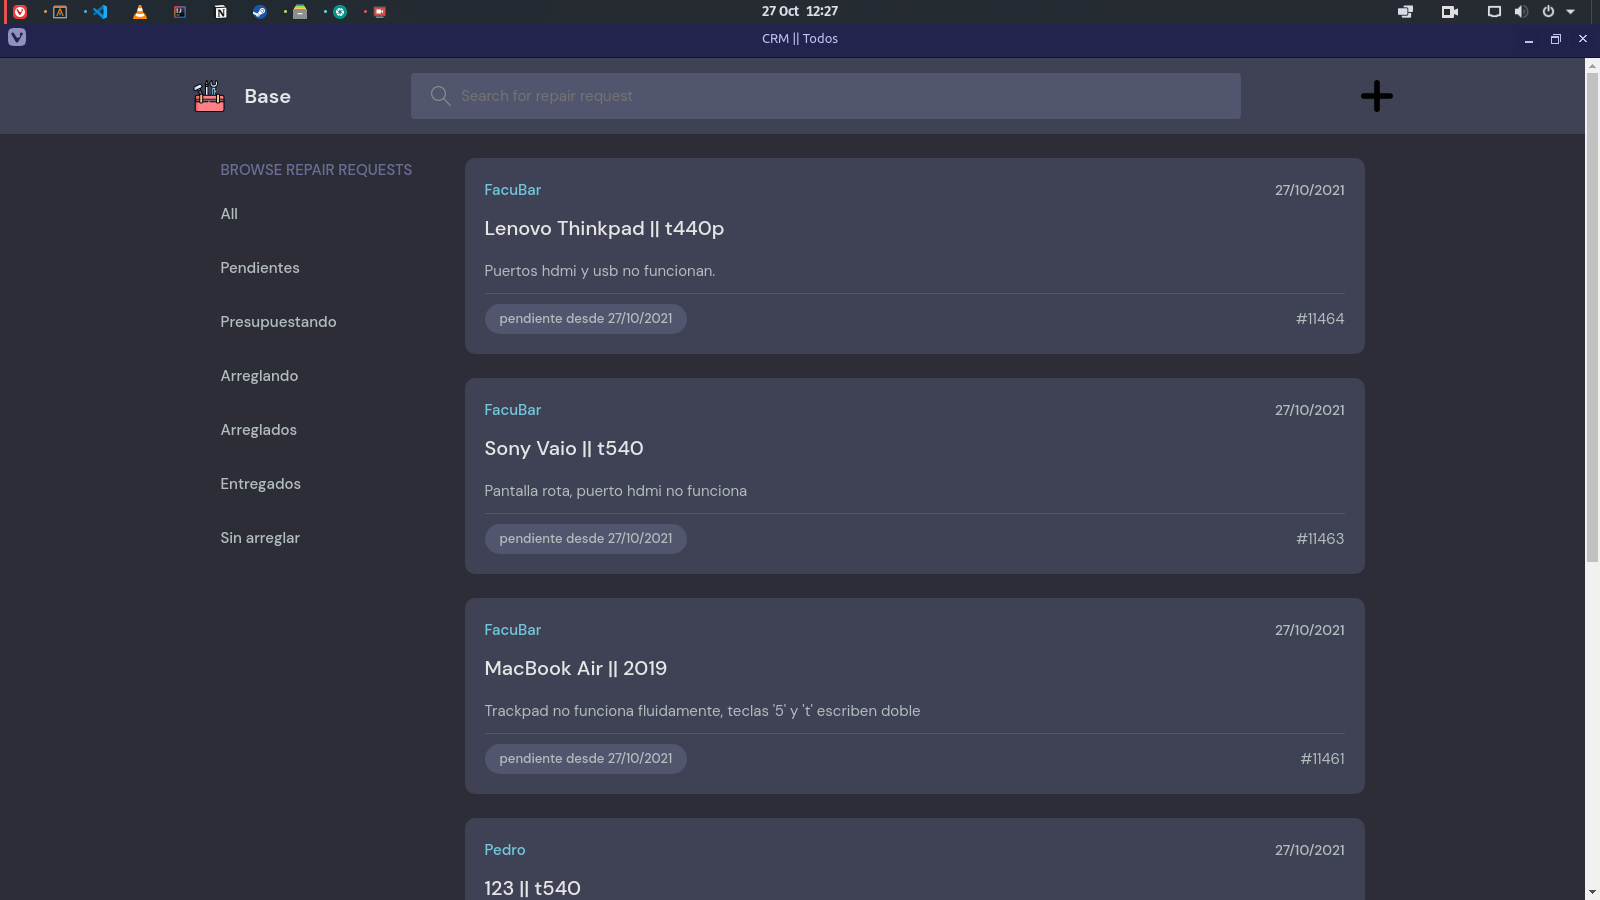 27 Oct 12:27
CRM || Todos
Base
Search for repair request
BROWSE REPAIR REQUESTS
All
Pendientes
Presupuestando
Arreglando
Arreglados
Entregados
Sin arreglar
FacuBar
27/10/2021
Lenovo Thinkpad || t440p
Puertos hdmi y usb no funcionan.
pendiente desde 27/10/2021
#11464
FacuBar
27/10/2021
Sony Vaio || t540
Pantalla rota, puerto hdmi no funciona
pendiente desde 27/10/2021
#11463
FacuBar
27/10/2021
MacBook Air || 2019
Trackpad no funciona fluidamente, teclas '5' y 't' escriben doble
pendiente desde 27/10/2021
#11461
Pedro
27/10/2021
123 || t540